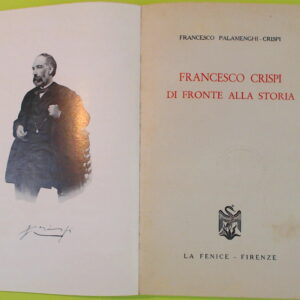 FRANCESCO PALAMENGHI-CRISPI
FRANCESCO CRISPI
DI FRONTE ALLA STORIA
LA FENICE - FIRENZE